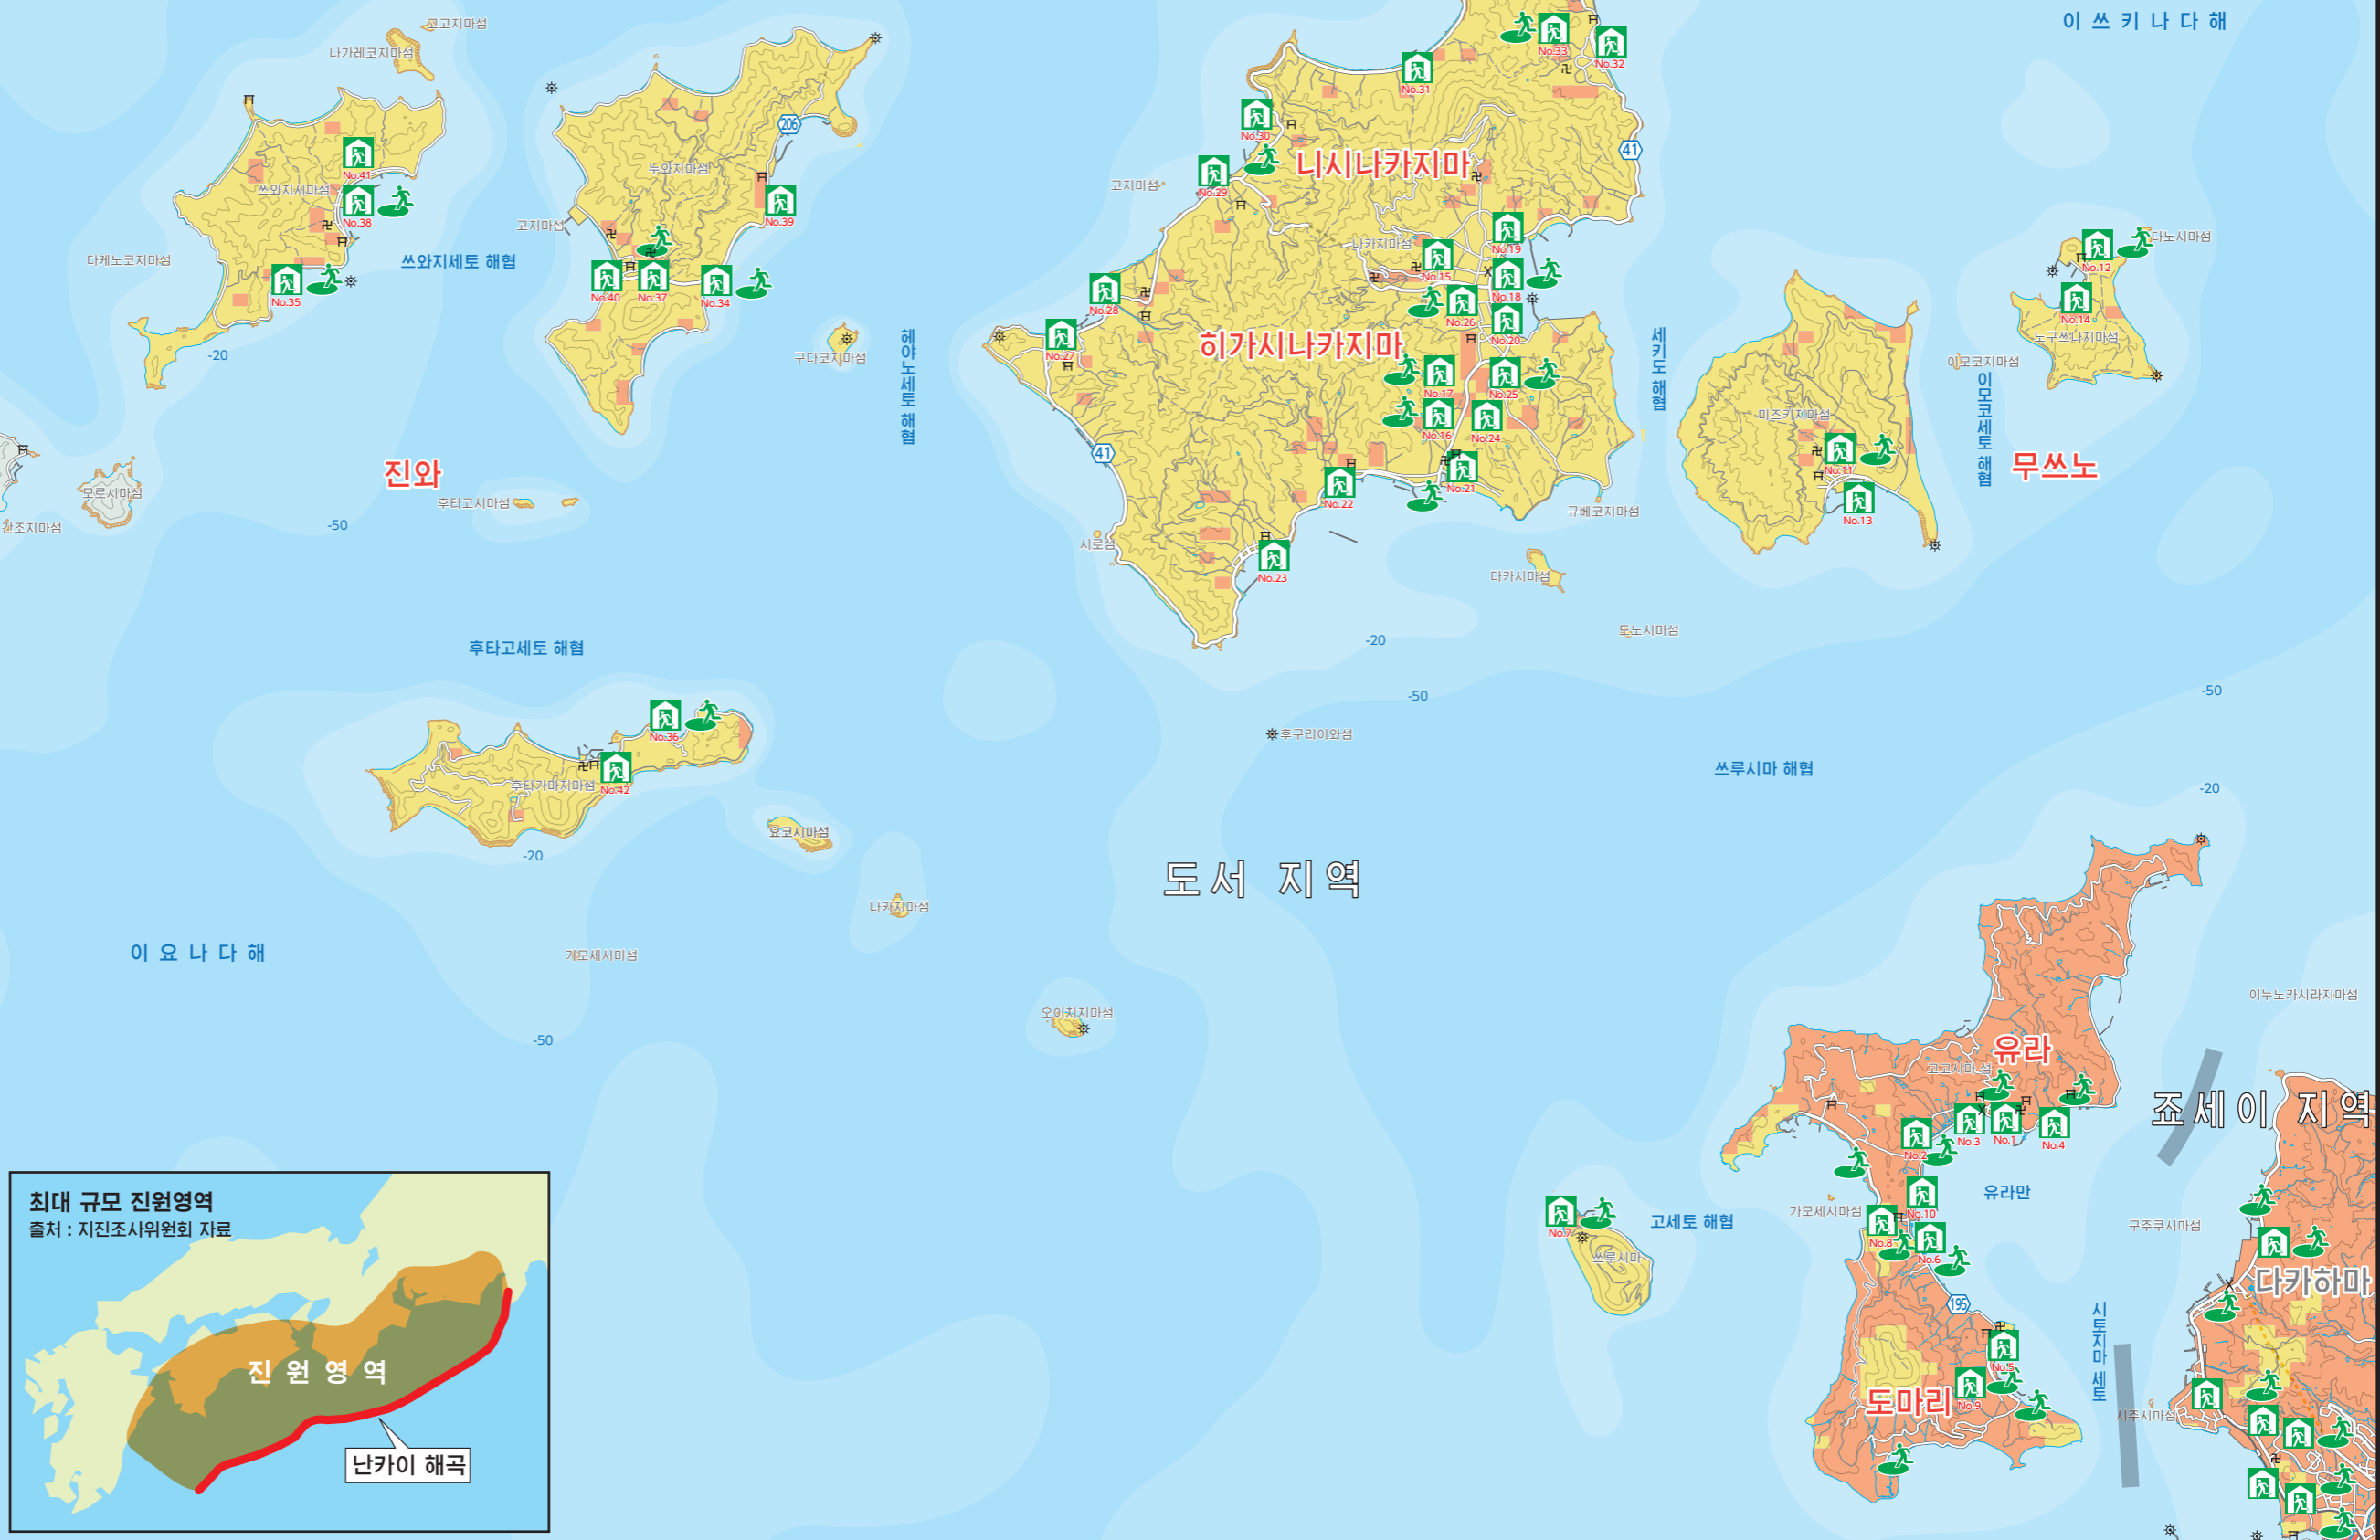 꼬고지마섬
나가레코지마섬
이쓰키나다해
No.33
No.32
No.31
No.30
니시나카지마
41
206
No.41
쓰와지시마섬
No.38
누와지마섬
No.39
고지마섬
고지마섬
No.29
다케노코지마섬
쓰와지세토 해협
No.35
No.40
No.37
No.34
구다코지마섬
헤야노세토 해협
-20
나카지마섬
No.19
No.15
No.18
No.26
No.20
No.28
No.27
히가시나카지마
No.17
No.25
No.16
No.24
No.21
No.22
No.23
41
세키도 해협
다노시마섬
No.12
No.14
노구쓰나지마섬
이모코지마섬
이모코세토 해협
미즈키제마섬
No.11
No.13
무쓰노
진와
모로시마섬
후타고시마섬
-50
시로섬
규베코지마섬
다카시마섬
토노시마섬
-20
-50
-50
후타고세토 해협
No.36
No.42
후타가마지마섬
후구리이와섬
쓰루시마 해협
-20
요코시마섬
-20
도서 지역
나카지마섬
이요나다해
가모세시마섬
-50
오이치지마섬
이누노카시라지마섬
유라
고고시마 섬
No.3
No.1
No.4
No.2
죠세이 지역
유라만
No.10
가모세시마섬
No.8
No.6
No.7
쓰루시마
고세토 해협
구주쿠시마섬
다카하마
195
시토지마 세토
No.5
No.9
도마리
시주시마섬
최대 규모 진원영역
출처 : 지진조사위원회 자료
진원영역
난카이 해곡